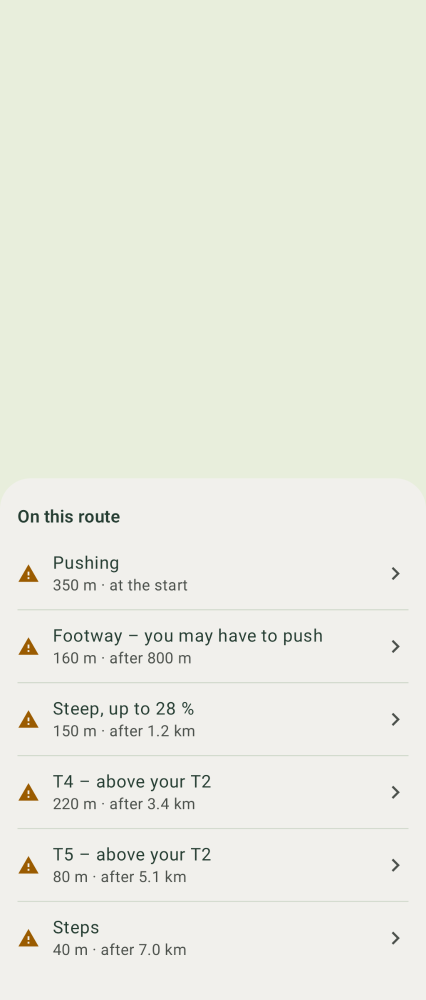 On this route
Pushing
350 m · at the start
Footway – you may have to push
160 m · after 800 m
Steep, up to 28 %
150 m · after 1.2 km
T4 – above your T2
220 m · after 3.4 km
T5 – above your T2
80 m · after 5.1 km
Steps
40 m · after 7.0 km